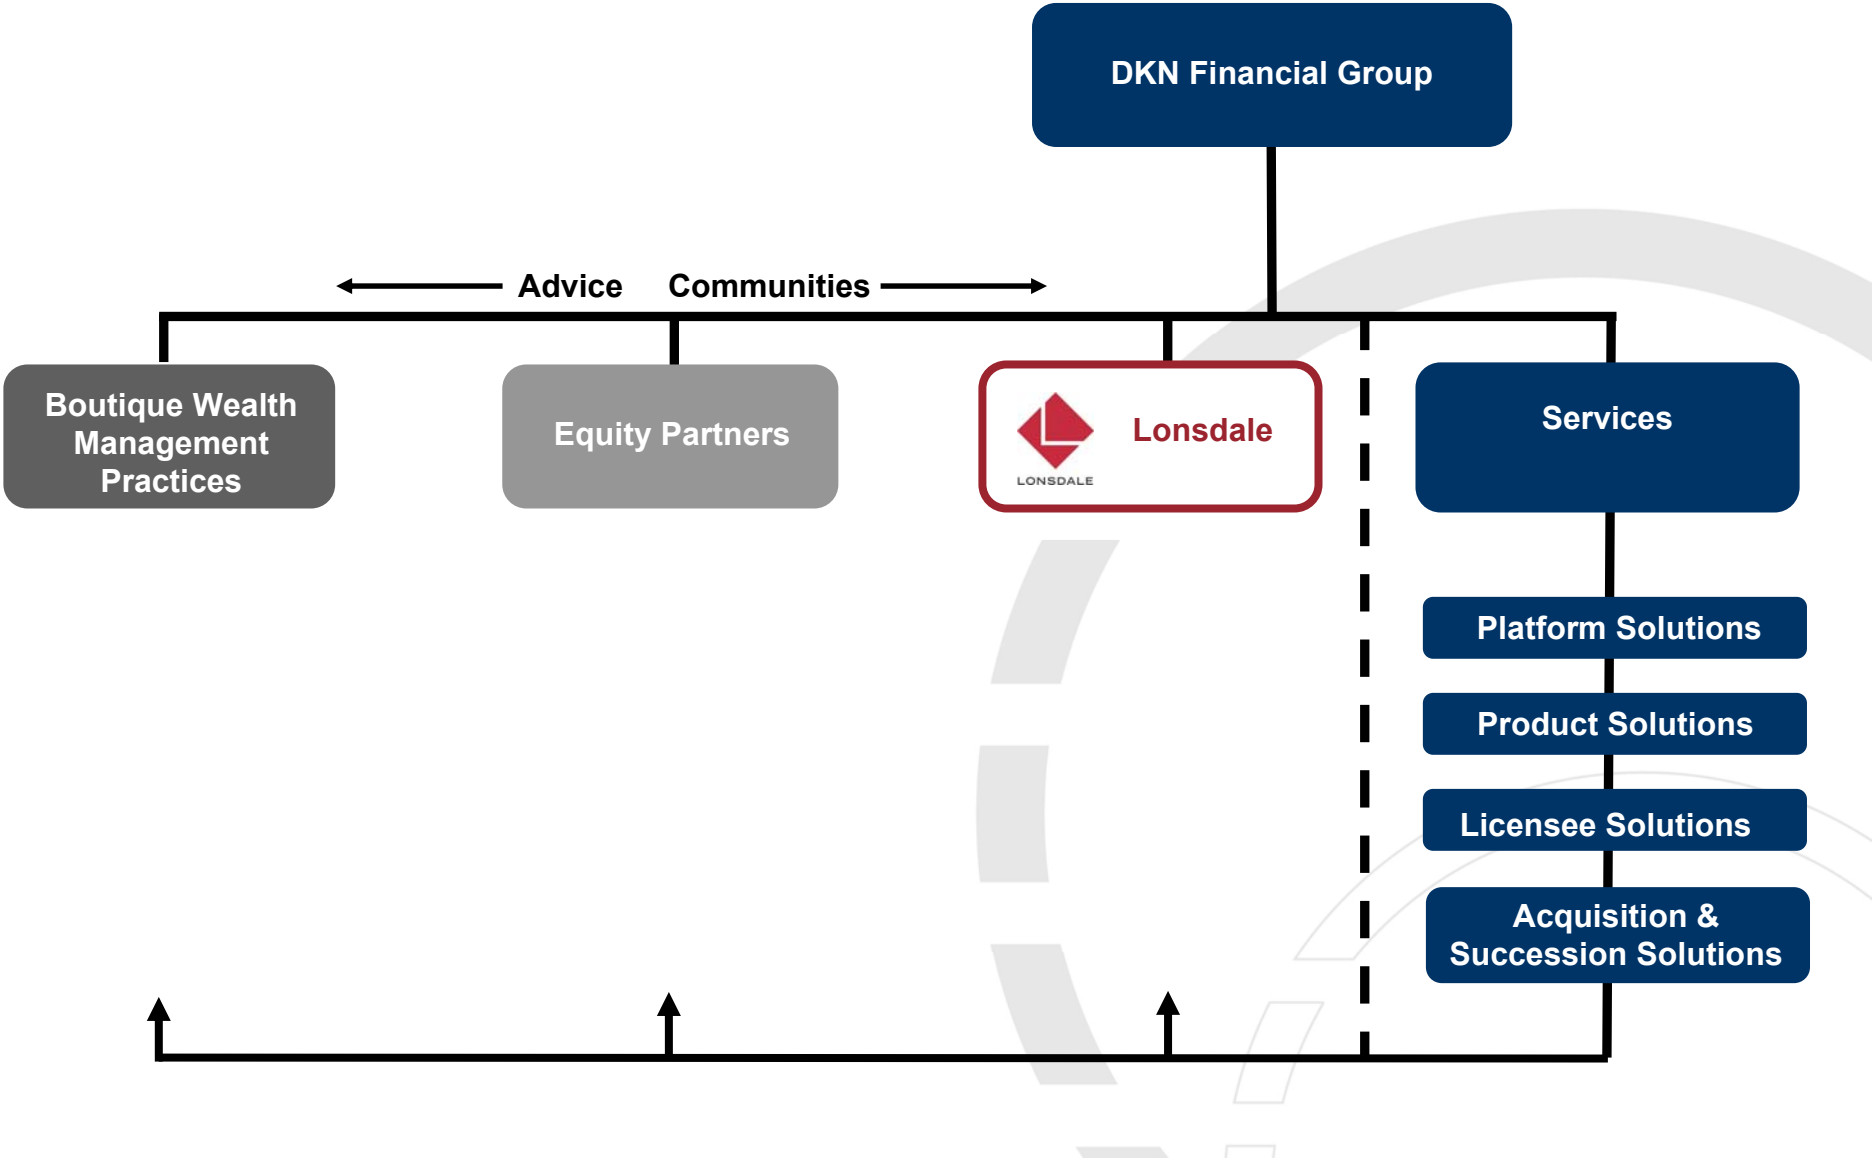 DKN Financial Group
Advice Communities
Boutique Wealth
Management
Practices
Equity Partners
LONSDALE
Lonsdale
Services
Platform Solutions
Product Solutions
Licensee Solutions
Acquisition &
Succession Solutions